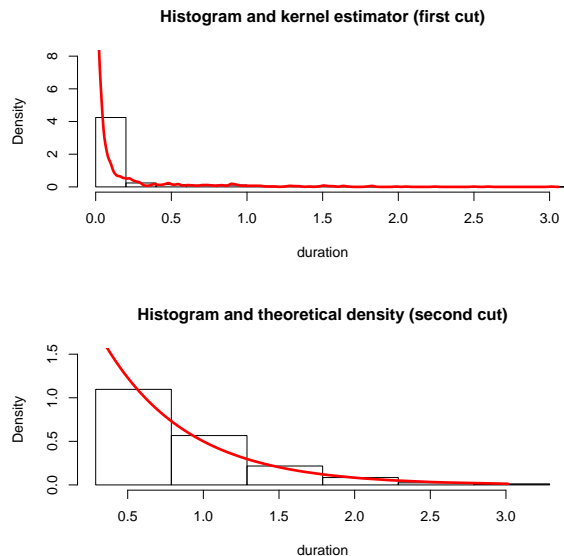 Histogram and kernel estimator (first cut)
8
6
4
2
0
Density
0.0 0.5 1.0 1.5 2.0 2.5 3.0
duration
Histogram and theoretical density (second cut)
1.5
1.0
0.5
0.0
Density
0.5 1.0 1.5 2.0 2.5 3.0
duration